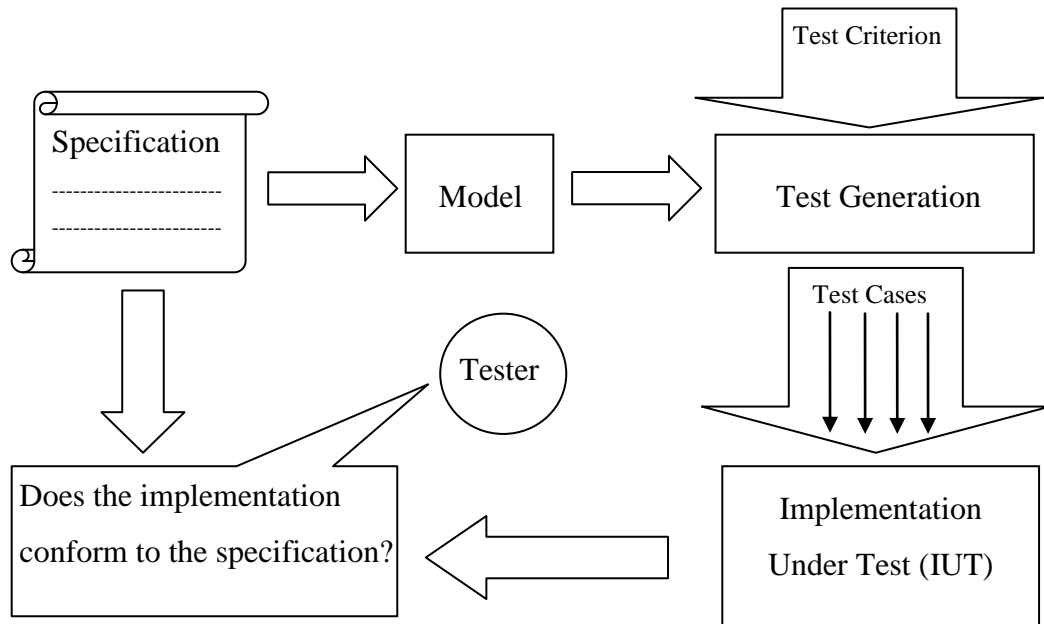 Test Criterion
Specification
------------------------
------------------------
Model
Test Generation
Test Cases
Tester
Does the implementation
conform to the specification?
Implementation
Under Test (IUT)